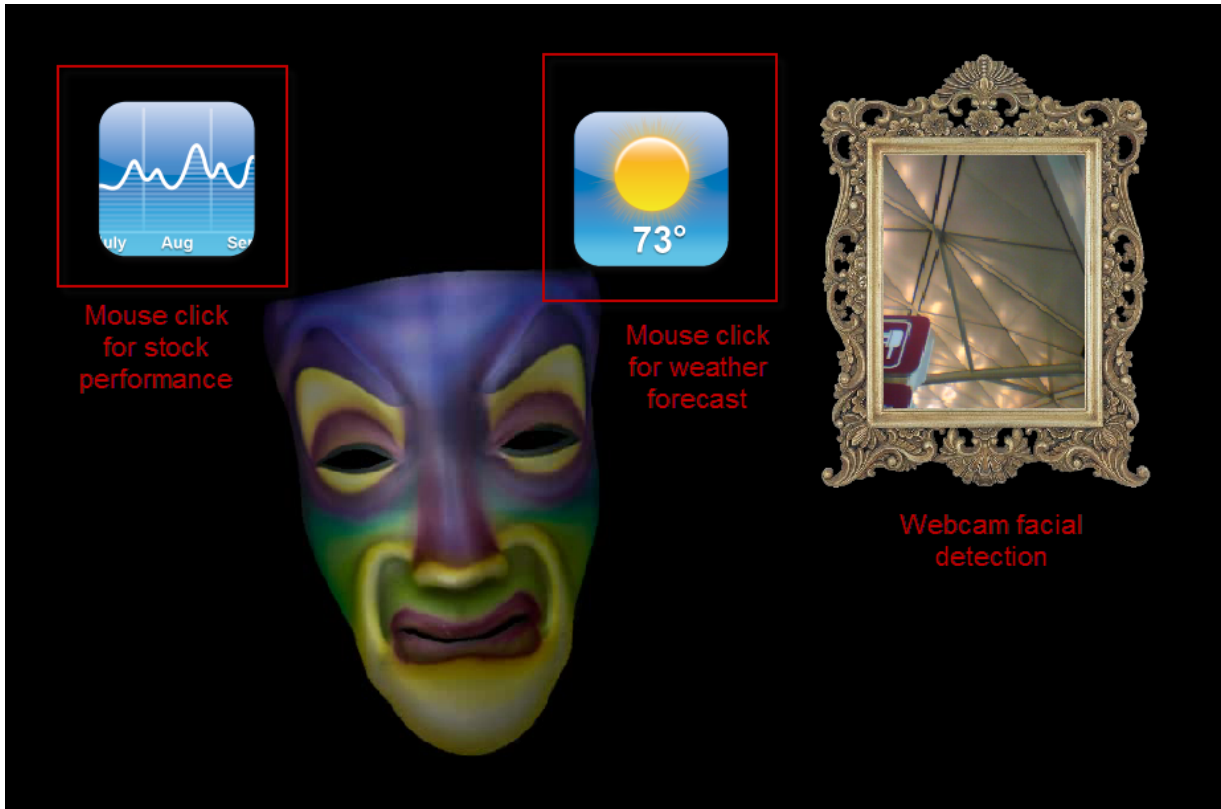 uly Aug Se
Mouse click
for stock
performance
73°
Mouse click
for weather
forecast
Webcam facial
detection